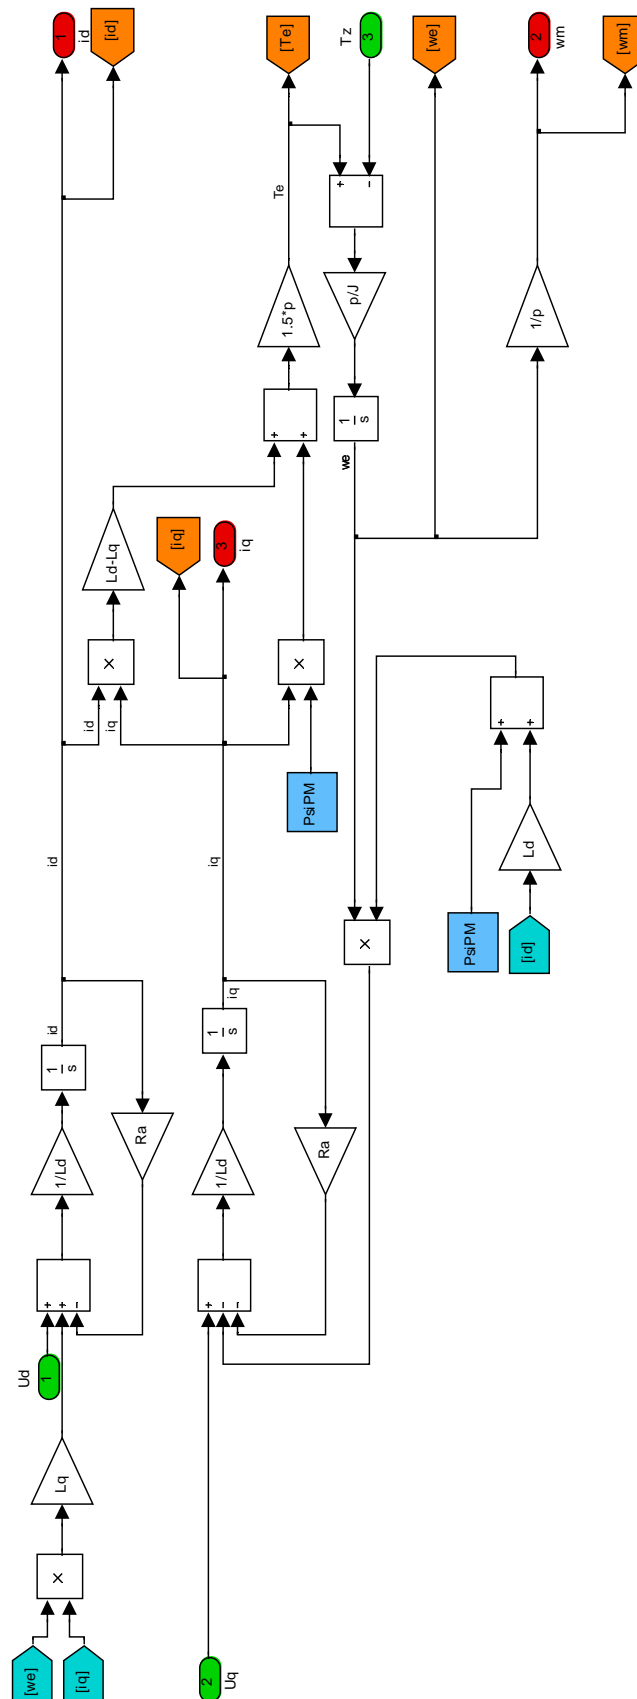 [we]
[iq]
×
Lq
Ud
1
+
+
-
1/Ld
1
s
id
Ra
id
id
iq
×
Ld-Lq
1
id
[id]
Uq
2
+
-
-
1/Ld
1
s
iq
Ra
iq
[iq]
3
iq
PsiPM
×
+
+
1.5*p
Te
[Te]
Tz
3
+
-
p/J
1
s
we
[we]
×
PsiPM
[id]
Ld
+
+
1/p
2
wm
[wm]